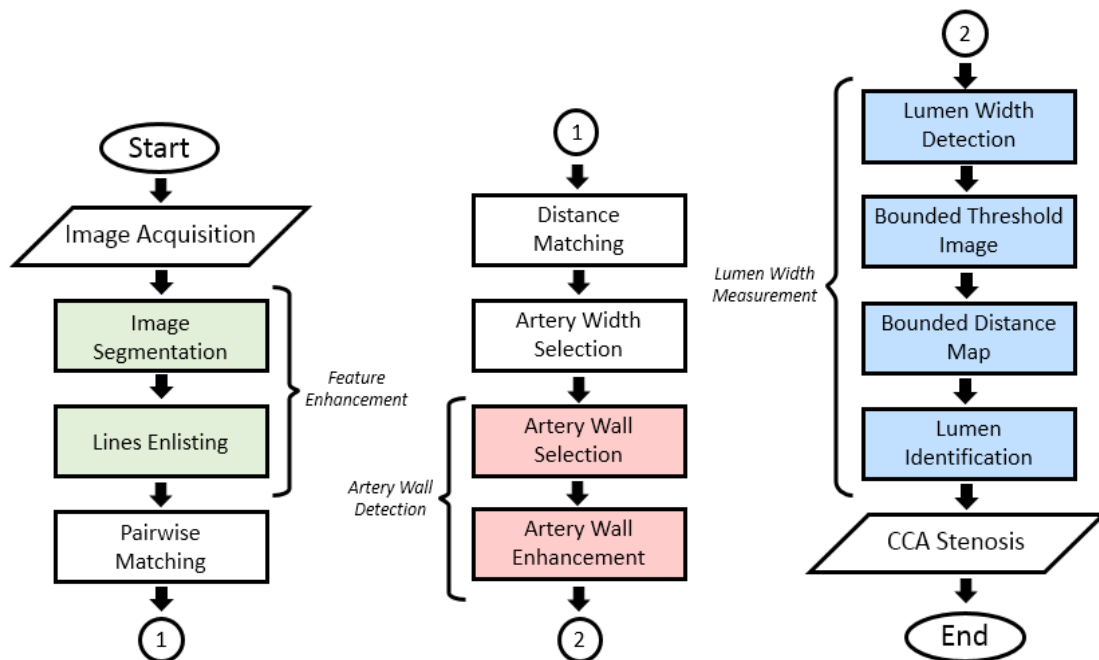 Start
Image Acquisition
Image
Segmentation
Lines Enlisting
Feature
Enhancement
Pairwise
Matching
1
1
Distance
Matching
Artery Width
Selection
Artery Wall
Selection
Artery Wall
Enhancement
Artery Wall
Detection
2
2
Lumen Width
Detection
Bounded Threshold
Image
Bounded Distance
Map
Lumen
Identification
Lumen Width
Measurement
CCA Stenosis
End